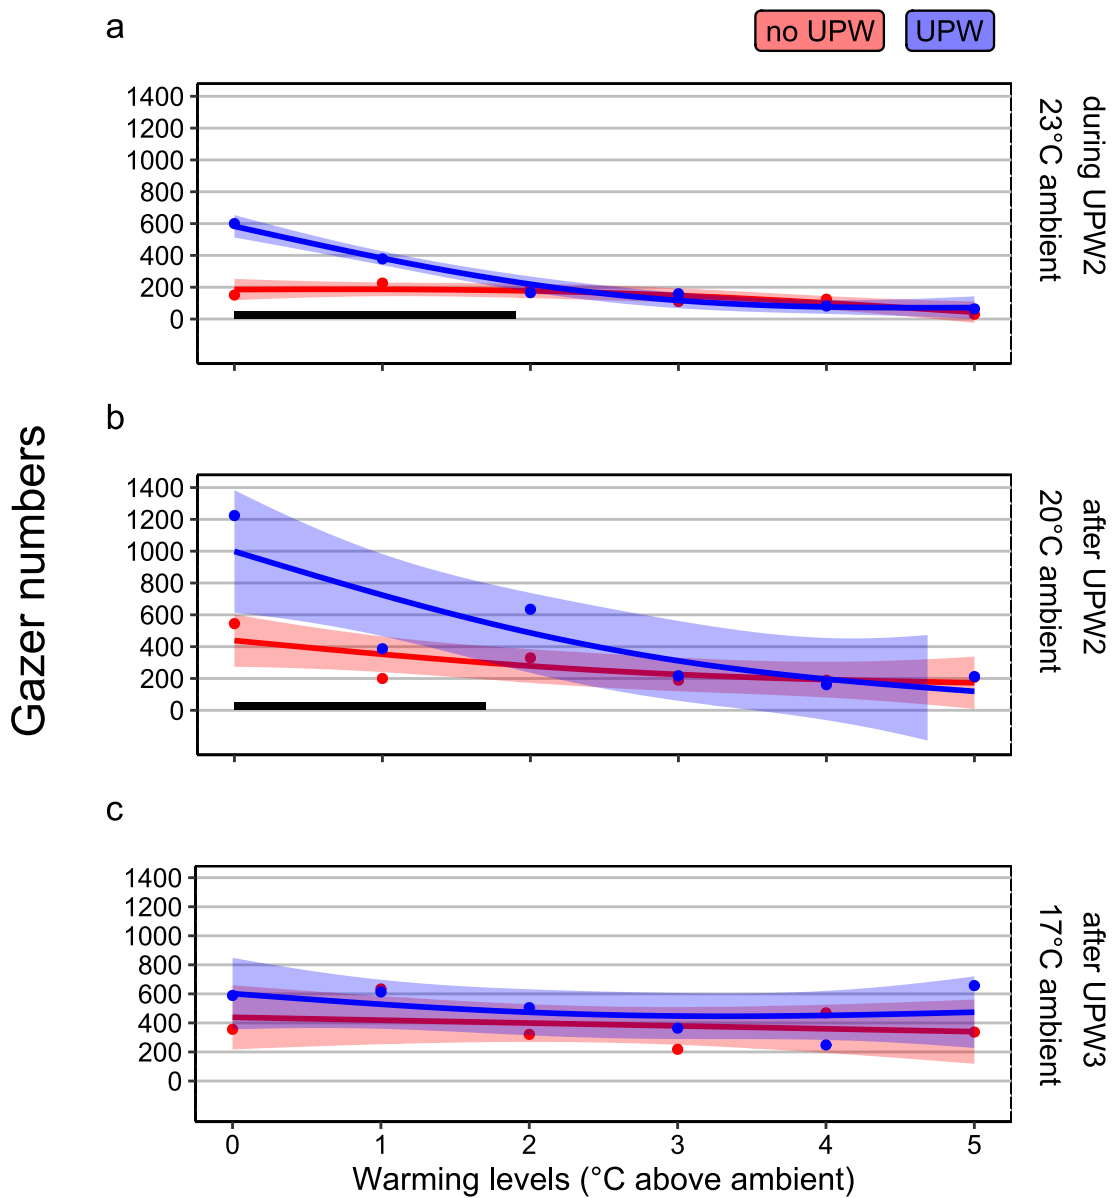 a
no UPW
UPW
1400
1200
1000
800
600
400
200
0
during UPW2
23°C ambient
b
1400
1200
1000
800
600
400
200
0
after UPW2
20°C ambient
Gazer numbers
c
1400
1200
1000
800
600
400
200
0
after UPW3
17°C ambient
0 1 2 3 4 5
Warming levels (°C above ambient)